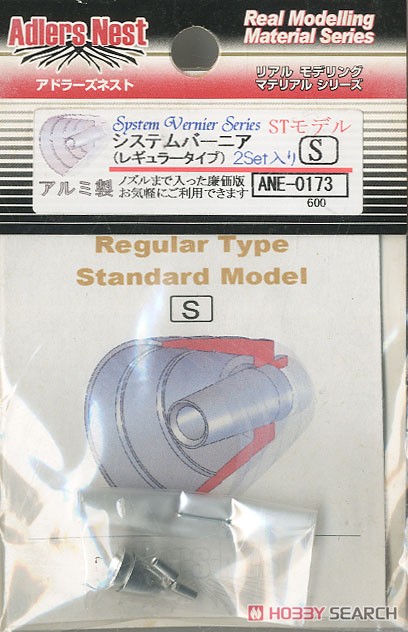 Adlers Nest
アドラーズネスト
Real Modelling
Material Series
リアル モデリング
マテリアル シリーズ
System Vernier Series STモデル
システムバーニア
(レギュラータイプ) 2Set入り S
アルミ製
ノズルまで入った廉価版
お気軽にご利用できます
ANE-0173
600
Regular Type
Standard Model
S
HOBBY SEARCH